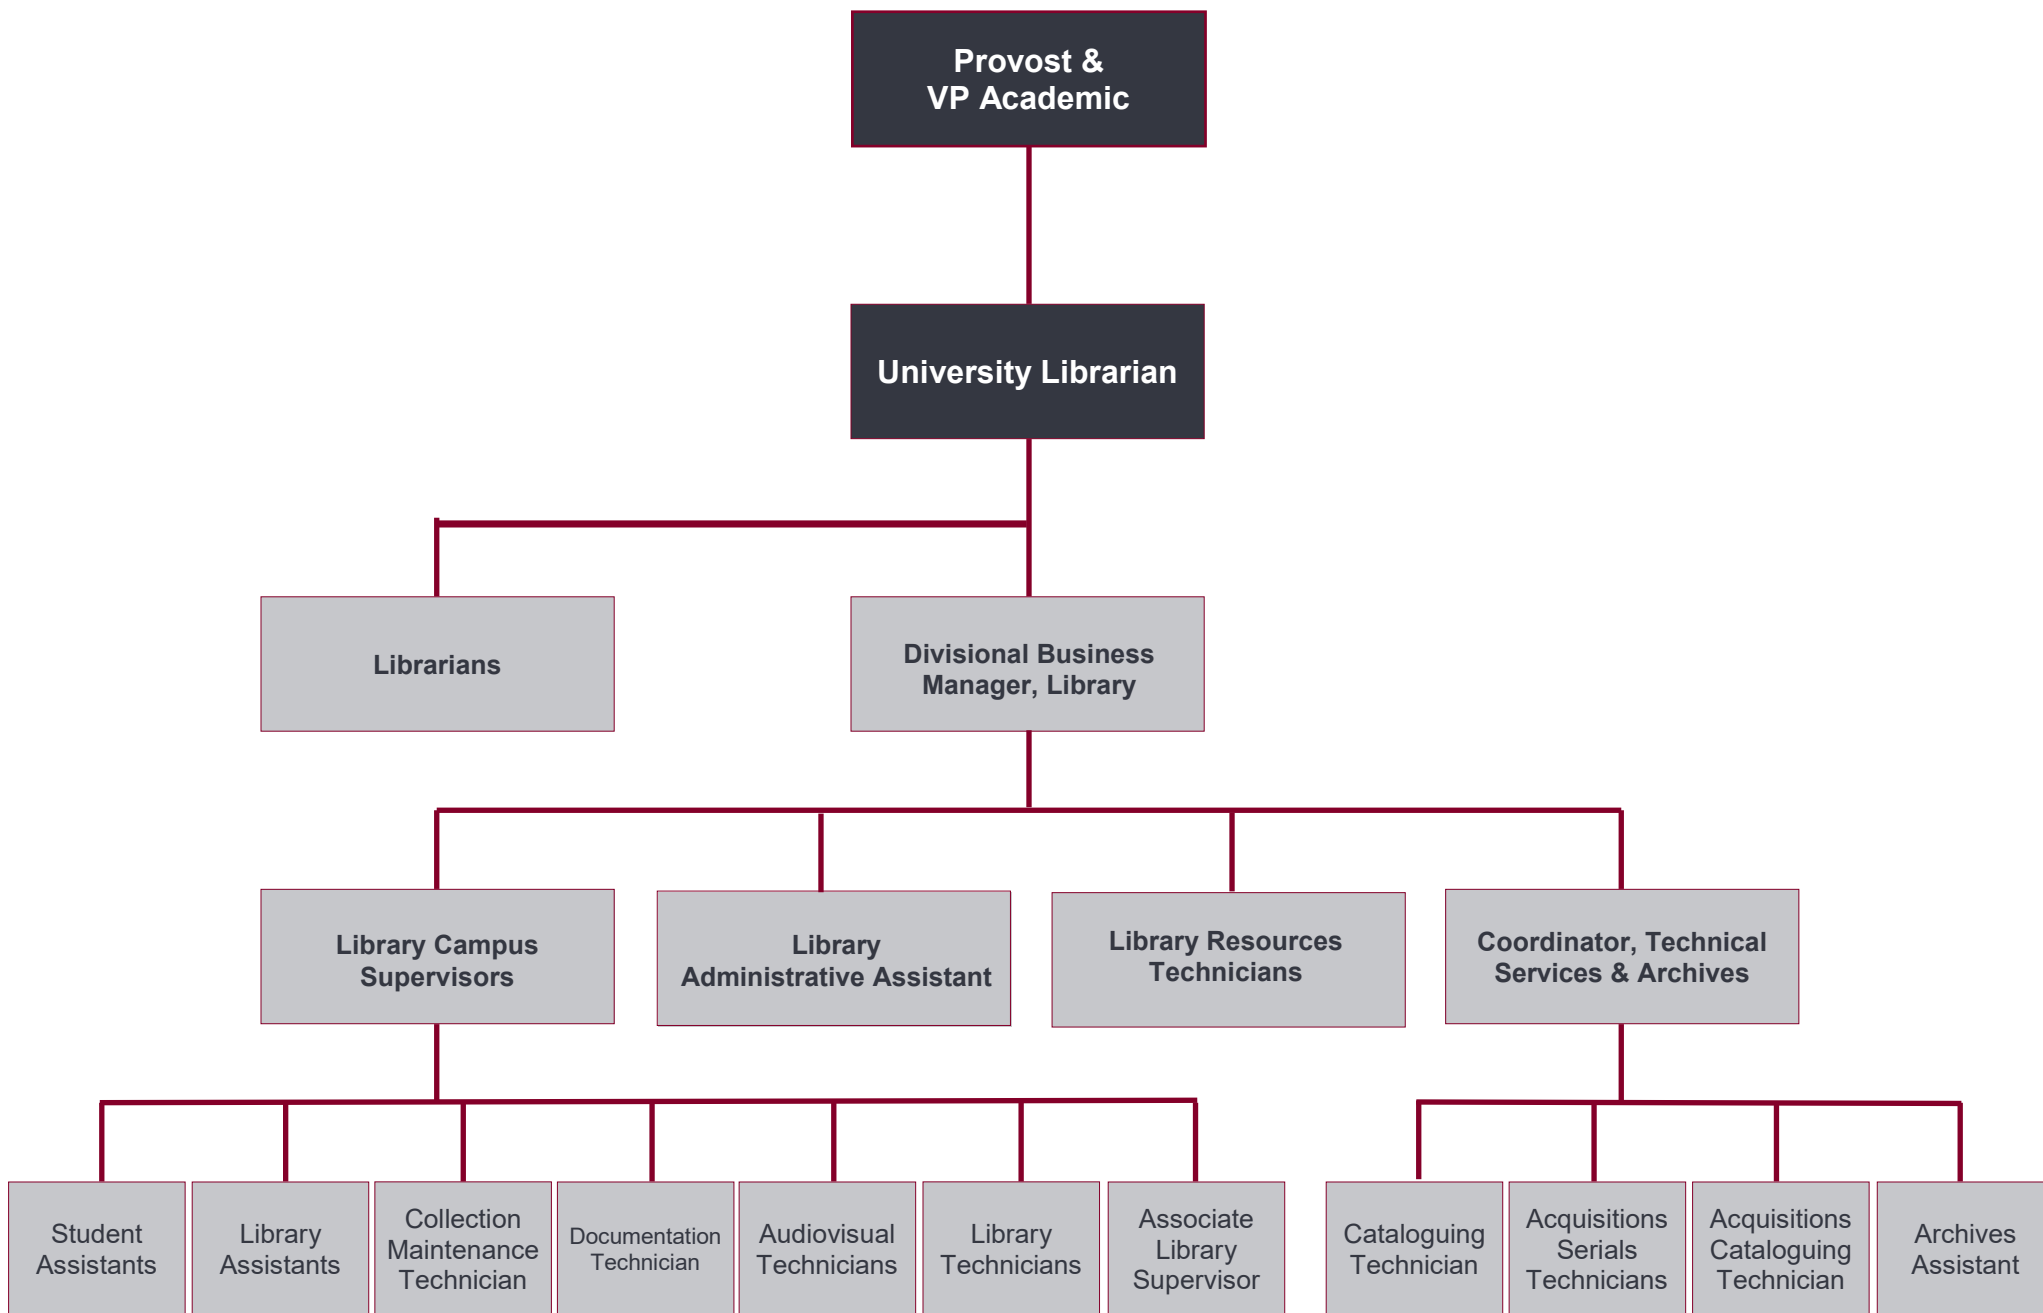 Provost &
VP Academic
University Librarian
Librarians
Divisional Business
Manager, Library
Library Campus
Supervisors
Library
Administrative Assistant
Library Resources
Technicians
Coordinator, Technical
Services & Archives
Student
Assistants
Library
Assistants
Collection
Maintenance
Technician
Documentation
Technician
Audiovisual
Technicians
Library
Technicians
Associate
Library
Supervisor
Cataloguing
Technician
Acquisitions
Serials
Technicians
Acquisitions
Cataloguing
Technician
Archives
Assistant